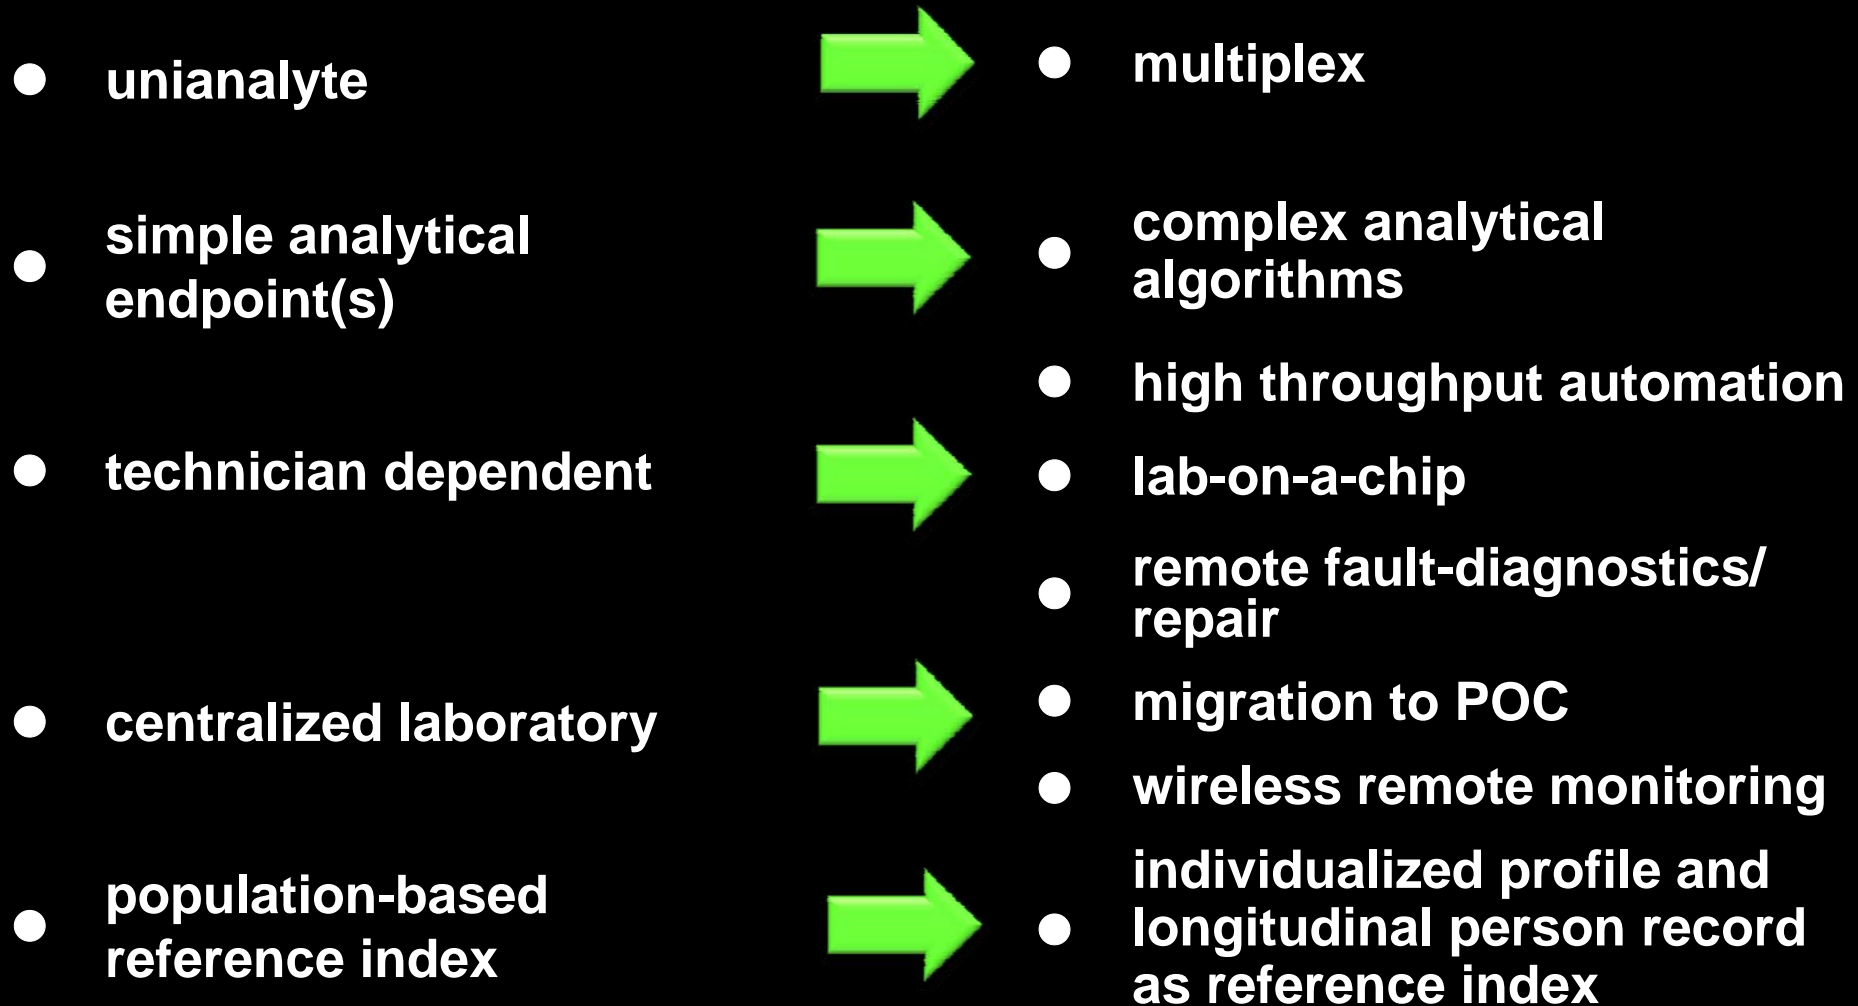 unianalyte
multiplex
simple analytical
endpoint(s)
complex analytical
algorithms
technician dependent
high throughput automation
lab-on-a-chip
remote fault-diagnostics/
repair
centralized laboratory
migration to POC
wireless remote monitoring
population-based
reference index
individualized profile and
longitudinal person record
as reference index